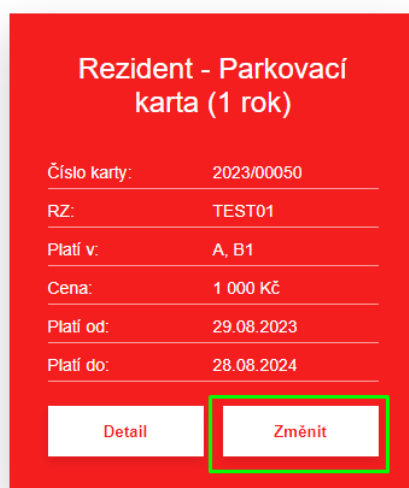 Rezident - Parkovací
karta (1 rok)
Číslo karty: 2023/00050
RZ: TEST01
Platí v: A, B1
Cena: 1 000 Kč
Platí od: 29.08.2023
Platí do: 28.08.2024
Detail Změnit